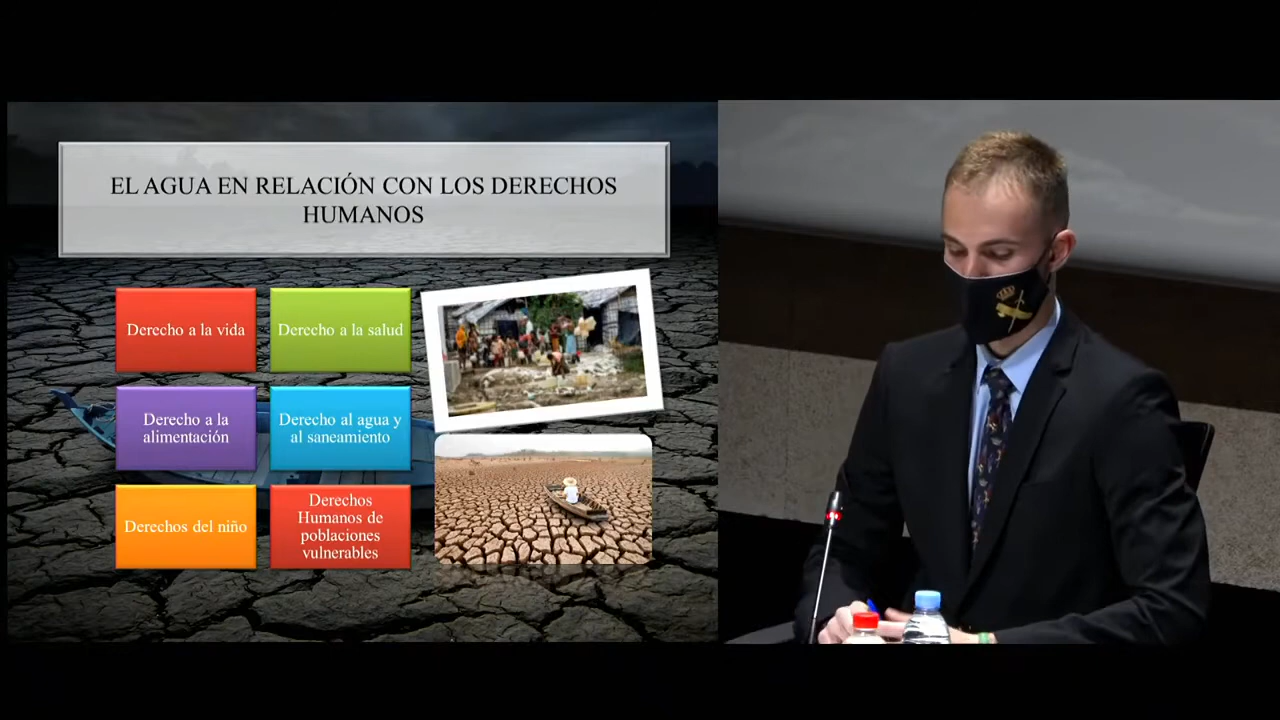 EL AGUA EN RELACIÓN CON LOS DERECHOS
HUMANOS
Derecho a la vida
Derecho a la salud
Derecho a la
alimentación
Derecho al agua y
al saneamiento
Derechos del niño
Derechos
Humanos de
poblaciones
vulnerables